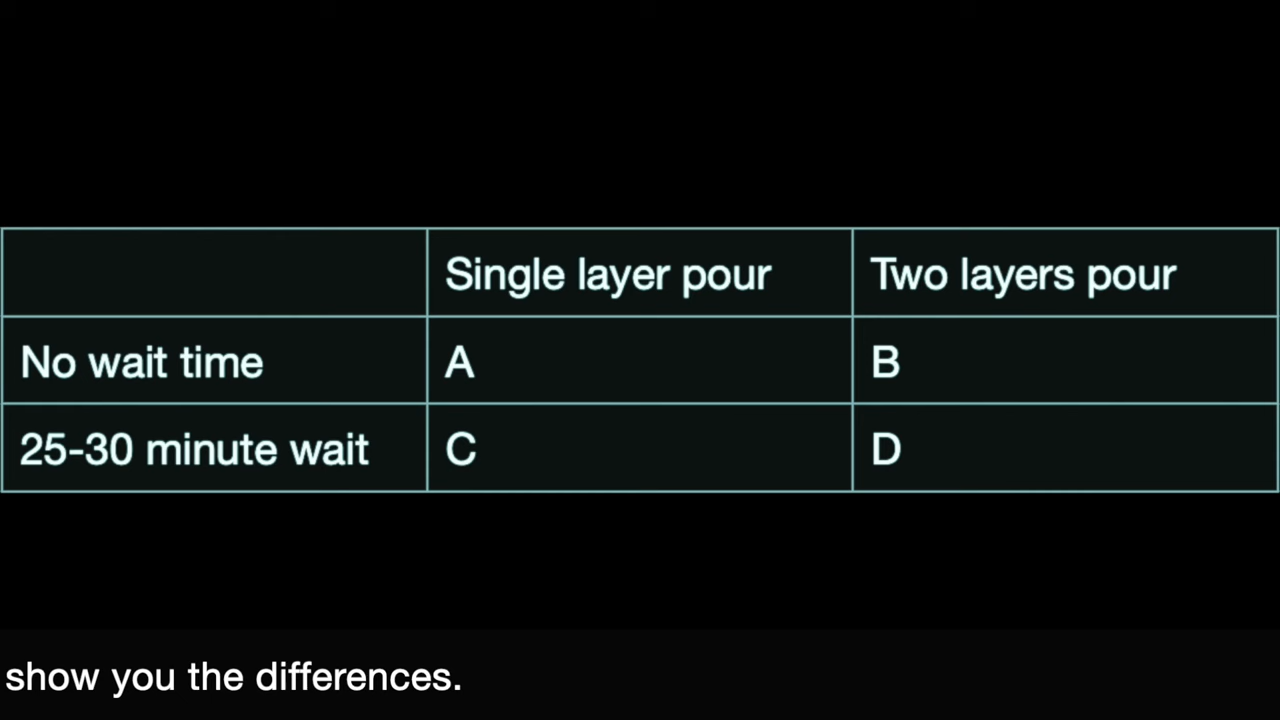 Single layer pour Two layers pour
No wait time A B
25-30 minute wait C D
show you the differences.